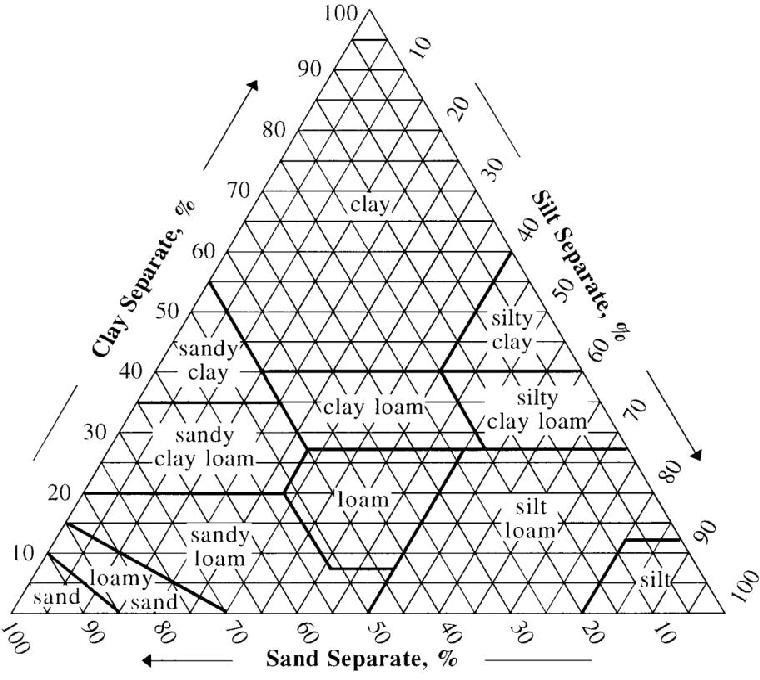 100
90
80
70
60
50
40
30
20
10
Clay Separate, %
10
20
30
40
50
60
70
80
90
100
Silt Separate, %
clay
silty
clay
sandy
clay
clay loam
silty
clay loam
sandy
clay loam
loam
silt
loam
sandy
loam
loamy
sand
sand
silt
100
90
80
70
60
50
40
30
20
10
Sand Separate, %